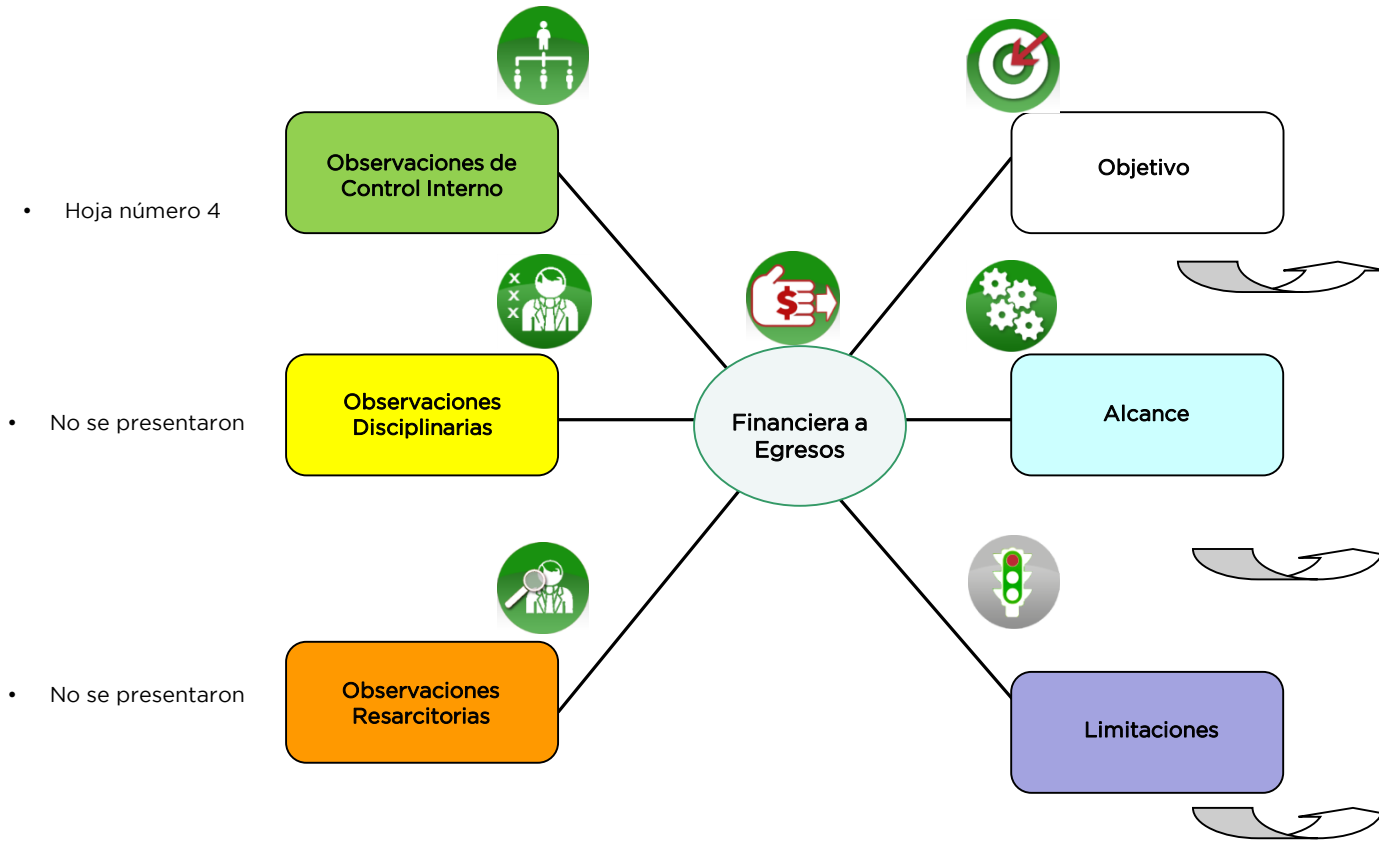 Observaciones de
Control Interno
• Hoja número 4
Observaciones
Disciplinarias
• No se presentaron
Observaciones
Resarcitorias
• No se presentaron
$
Financiera a
Egresos
Objetivo
Alcance
Limitaciones
x
x
x